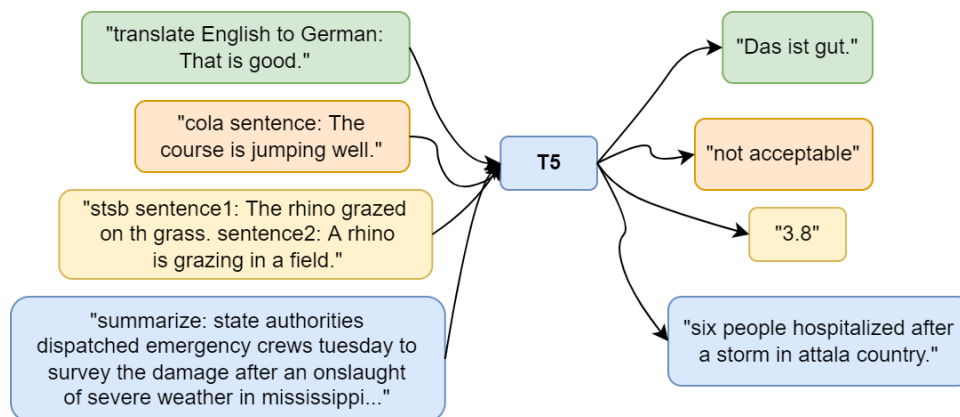 "translate English to German:
That is good."
"cola sentence: The
course is jumping well."
"stsb sentence1: The rhino grazed
on th grass. sentence2: A rhino
is grazing in a field."
"summarize: state authorities
dispatched emergency crews tuesday to
survey the damage after an onslaught
of severe weather in mississippi..."
T5
"Das ist gut."
"not acceptable"
"3.8"
"six people hospitalized after
a storm in attala country."